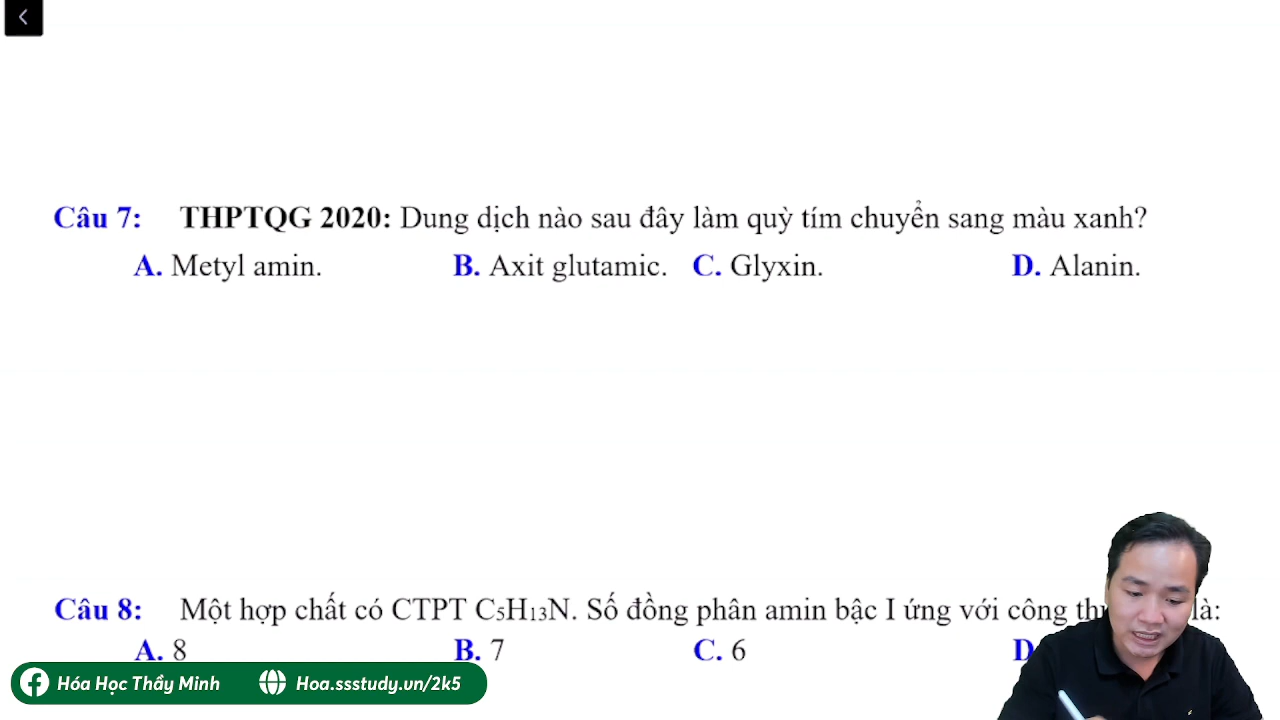 Câu 7: THPTQG 2020: Dung dịch nào sau đây làm quỳ tím chuyển sang màu xanh?
A. Metyl amin. B. Axit glutamic. C. Glyxin. D. Alanin.
Câu 8: Một hợp chất có CTPT C₅H₁₃N. Số đồng phân amin bậc I ứng với công là:
A. 8 B. 7 C. 6 D
Hóa Học Thầy Minh Hoa.ssstudy.vn/2k5